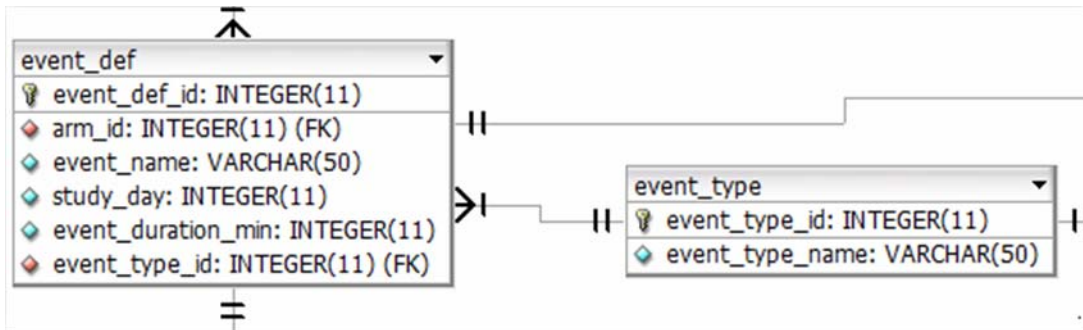 event_def
event_def_id: INTEGER(11)
arm_id: INTEGER(11) (FK)
event_name: VARCHAR(50)
study_day: INTEGER(11)
event_duration_min: INTEGER(11)
event_type_id: INTEGER(11) (FK)
event_type
event_type_id: INTEGER(11)
event_type_name: VARCHAR(50)